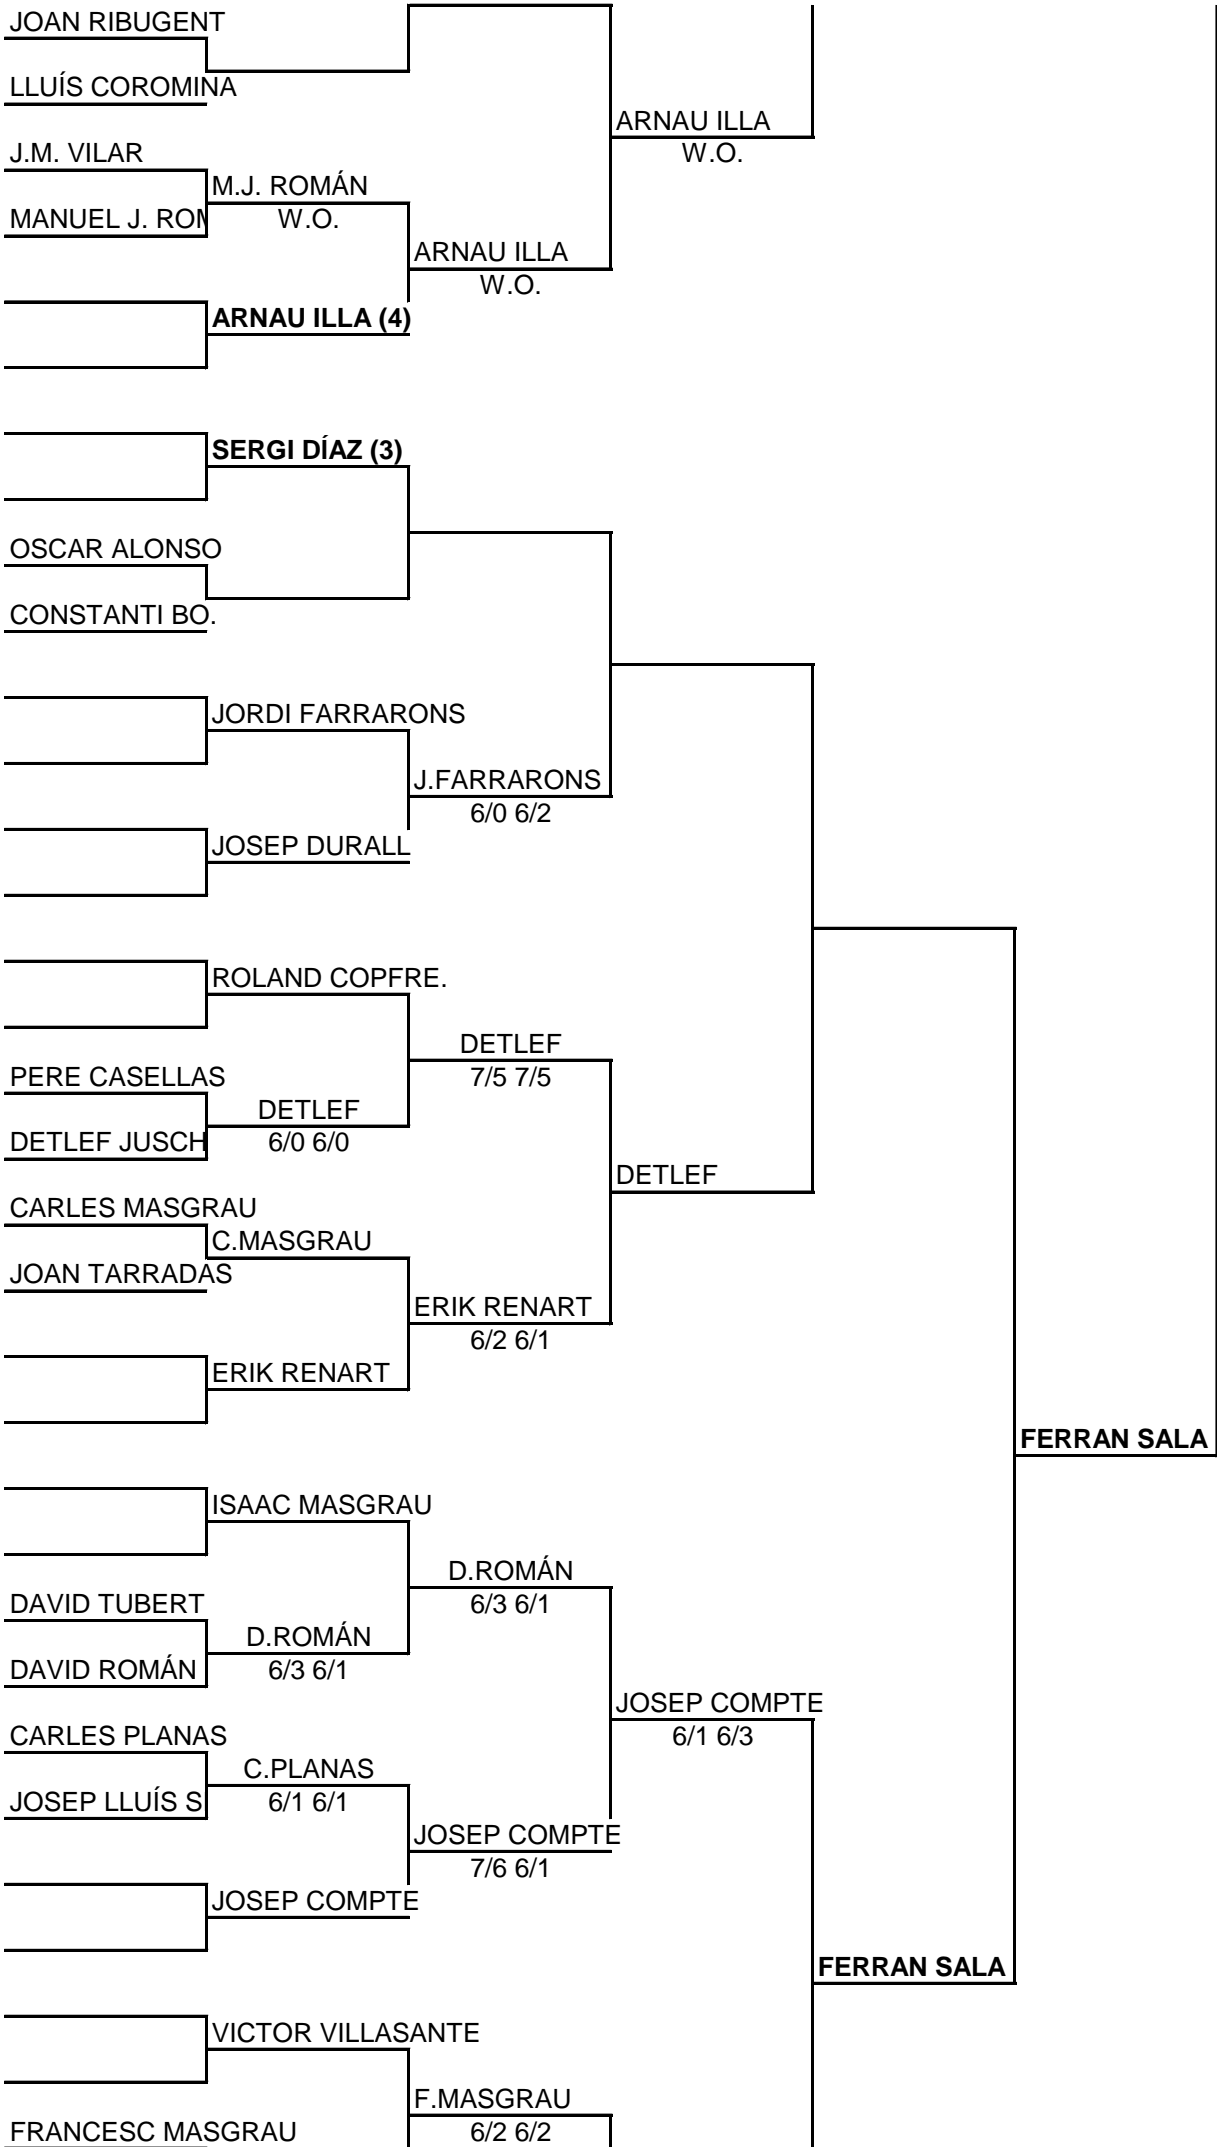 JOAN RIBUGENT
LLUÍS COROMINA
ARNAU ILLA
W.O.
J.M. VILAR
M.J. ROMÁN
MANUEL J. ROM
W.O.
ARNAU ILLA
W.O.
ARNAU ILLA (4)
SERGI DÍAZ (3)
OSCAR ALONSO
CONSTANTI BO.
JORDI FARRARONS
J.FARRARONS
6/0 6/2
JOSEP DURALL
ROLAND COPFRE.
DETLEF
7/5 7/5
PERE CASELLAS
DETLEF
DETLEF JUSCH
6/0 6/0
DETLEF
CARLES MASGRAU
C.MASGRAU
JOAN TARRADAS
ERIK RENART
6/2 6/1
ERIK RENART
FERRAN SALA
ISAAC MASGRAU
D.ROMÁN
6/3 6/1
DAVID TUBERT
D.ROMÁN
DAVID ROMÁN
6/3 6/1
JOSEP COMPTE
6/1 6/3
CARLES PLANAS
C.PLANAS
JOSEP LLUÍS S
6/1 6/1
JOSEP COMPTE
7/6 6/1
JOSEP COMPTE
FERRAN SALA
VICTOR VILLASANTE
F.MASGRAU
FRANCESC MASGRAU
6/2 6/2